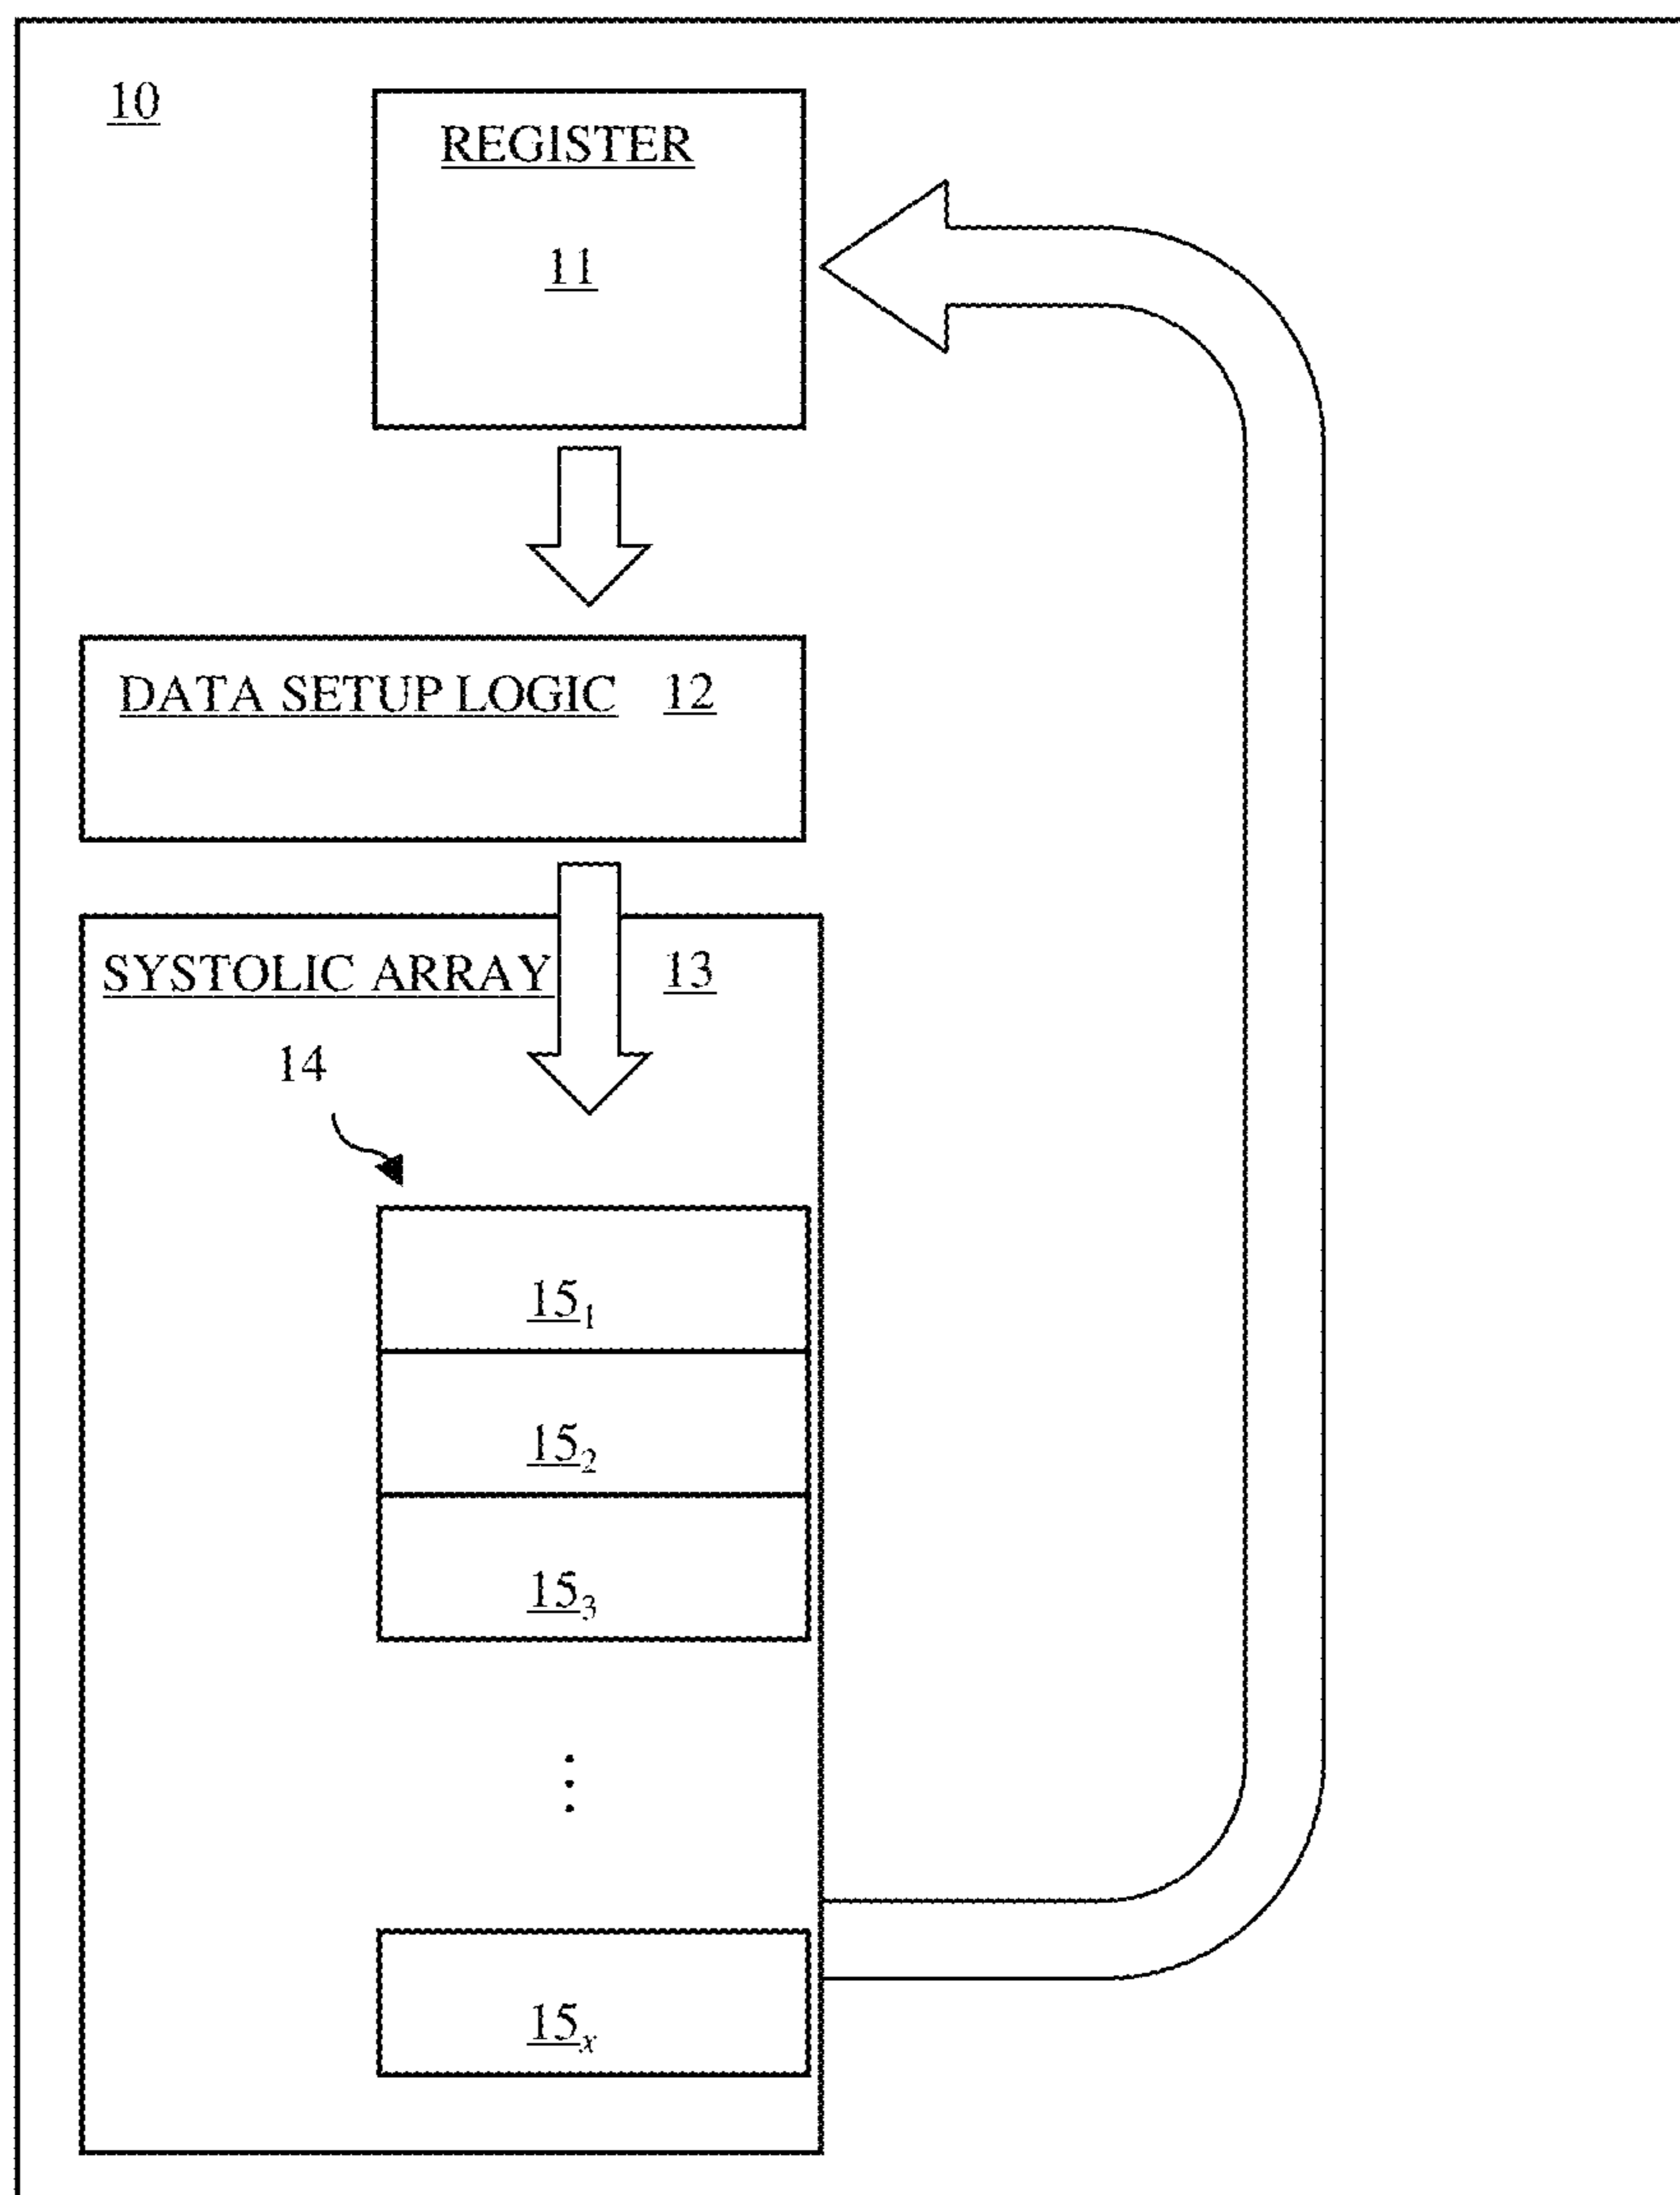 10
REGISTER
11
DATA SETUP LOGIC 12
SYSTOLIC ARRAY 13
14
15₁
15₂
15₃
15ₓ